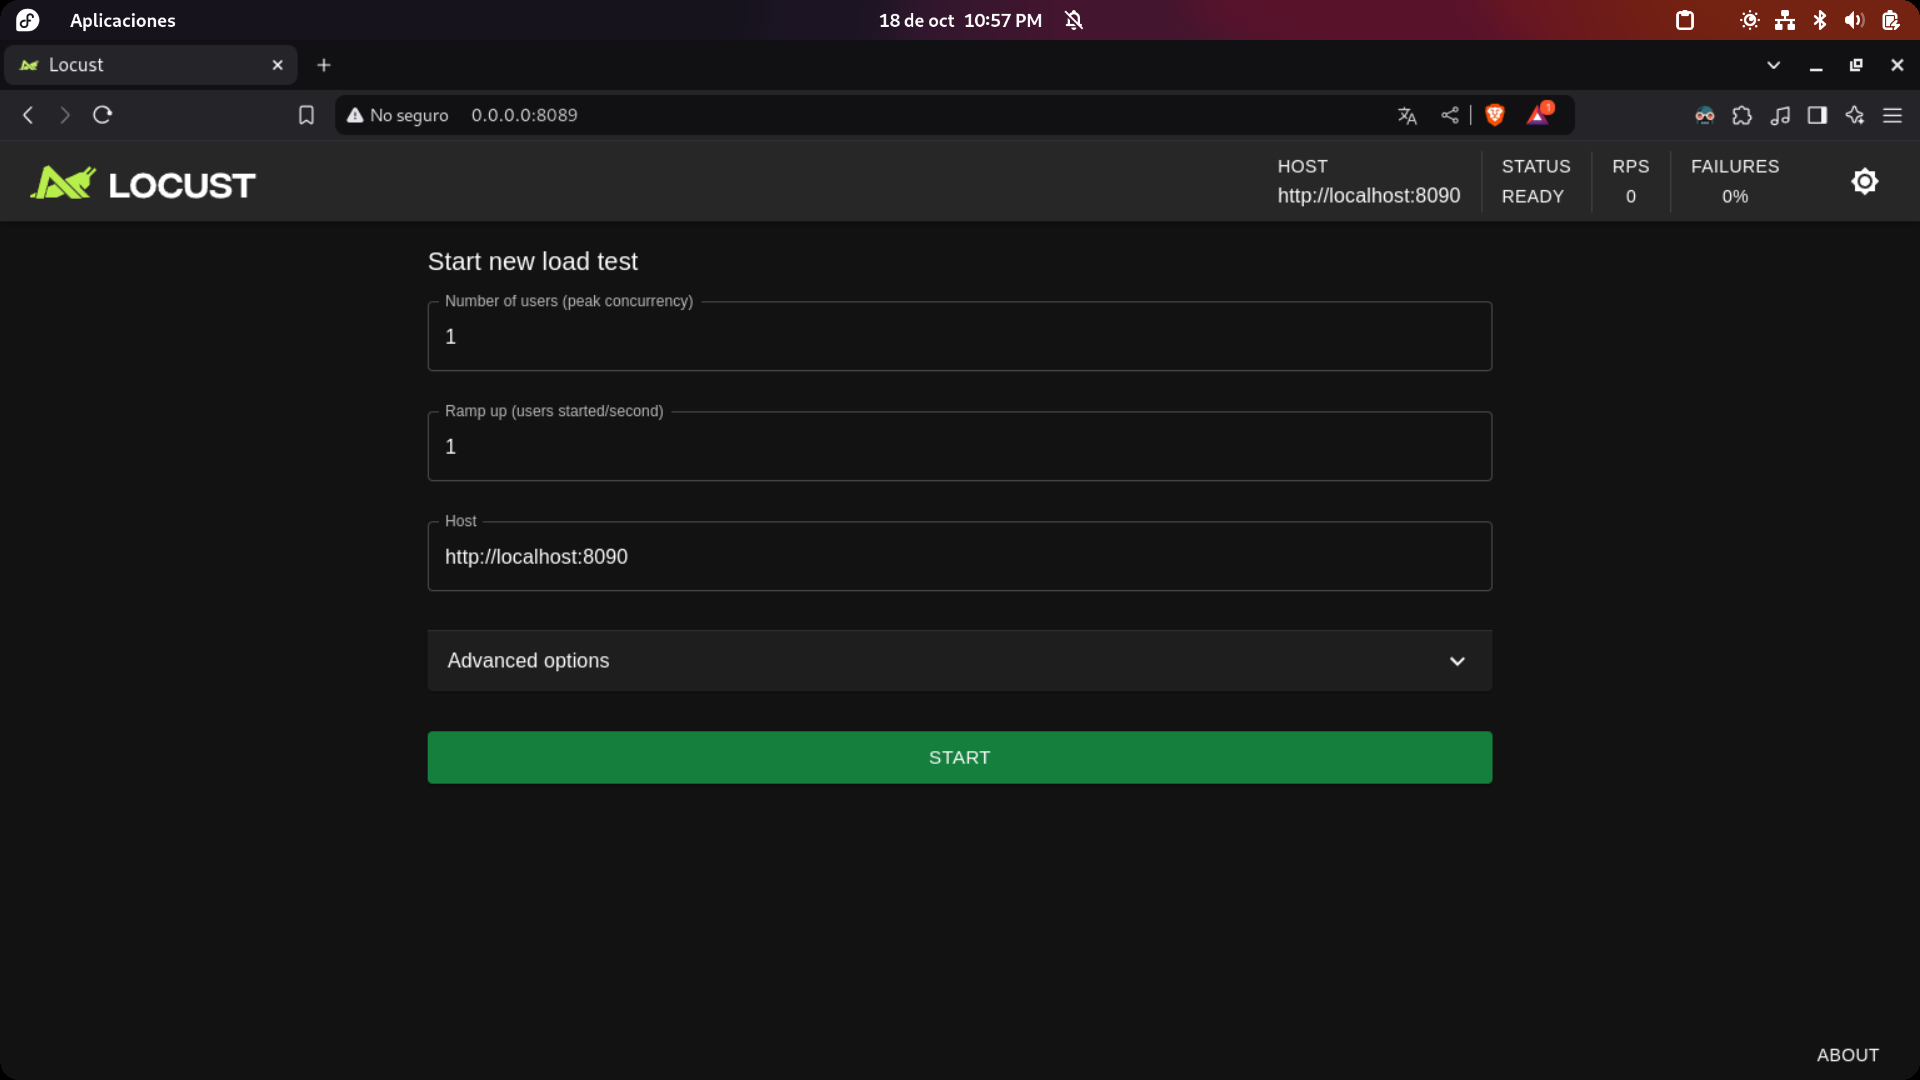 Aplicaciones
18 de oct 10:57 PM
Locust
No seguro 0.0.0.0:8089
1
LOCUST
HOST
http://localhost:8090
STATUS
READY
RPS
0
FAILURES
0%
Start new load test
Number of users (peak concurrency)
1
Ramp up (users started/second)
1
Host
http://localhost:8090
Advanced options
START
ABOUT